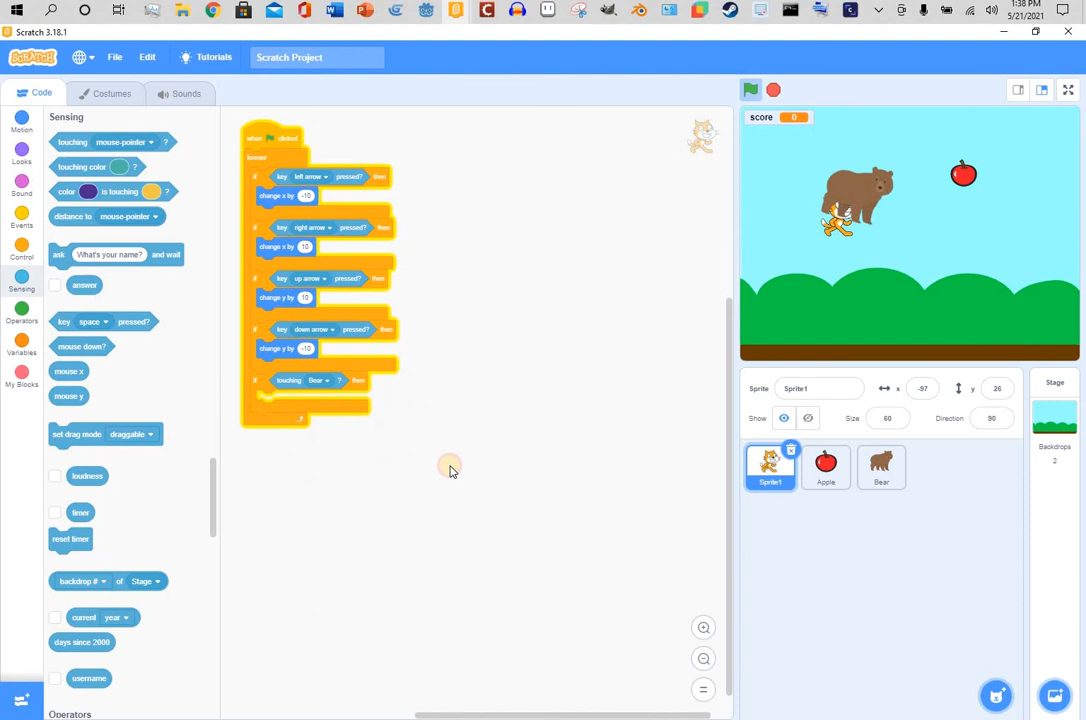 1:38 PM
5/21/2021
Scratch 3.18.1
SCRATCH File Edit Tutorials Scratch Project
Code Costumes Sounds
Motion
Looks
Sound
Events
Control
Sensing
Operators
Variables
My Blocks
Sensing
touching mouse-pointer ?
touching color ?
color is touching ?
distance to mouse-pointer
ask What's your name? and wait
answer
key space pressed?
mouse down?
mouse x
mouse y
set drag mode draggable
loudness
timer
reset timer
backdrop # of Stage
current year
days since 2000
username
Operators
when clicked
forever
if key left arrow pressed? then
change x by -10
if key right arrow pressed? then
change x by 10
if key up arrow pressed? then
change y by 10
if key down arrow pressed? then
change y by -10
if touching Bear ? then
score 0
Sprite Sprite1 x -97 y 26
Show Size 60 Direction 90
Sprite1 Apple Bear
Stage
Backdrops
2